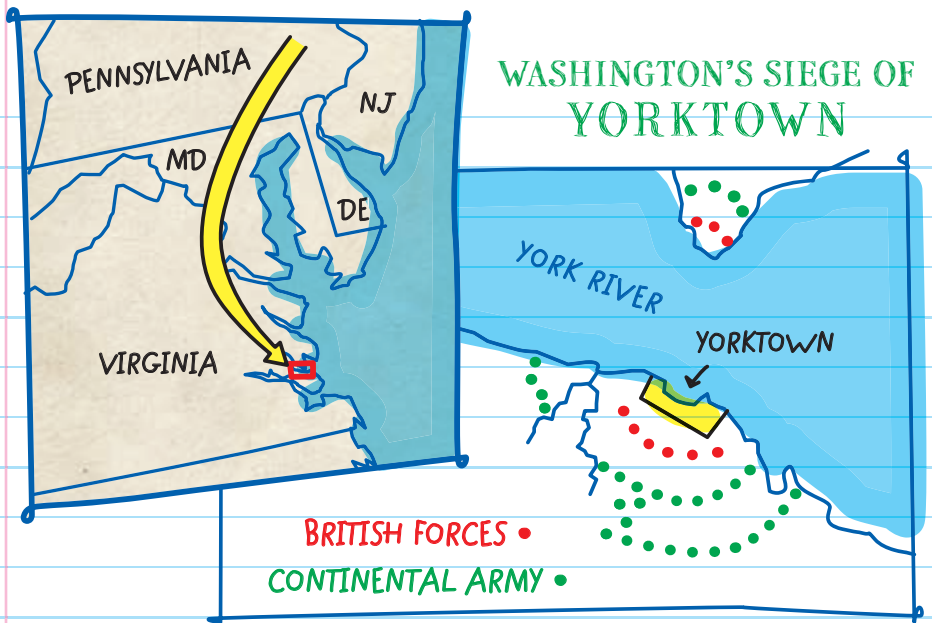 WASHINGTON'S SIEGE OF
YORKTOWN
PENNSYLVANIA
NJ
MD
DE
VIRGINIA
YORK RIVER
YORKTOWN
BRITISH FORCES
CONTINENTAL ARMY